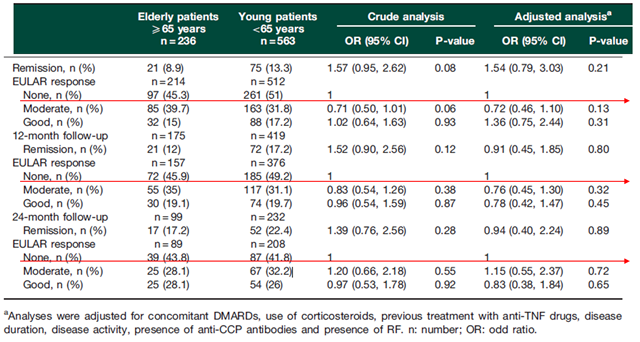 Elderly patients Young patients Crude analysis Adjusted analysisa
⩾65 years <65 years
n=236 n=563 OR (95% CI) P-value OR (95% CI) P-value
Remission, n (%) 21 (8.9) 75 (13.3) 1.57 (0.95, 2.62) 0.08 1.54 (0.79, 3.03) 0.21
EULAR response n=214 n=512
None, n (%) 97 (45.3) 261 (51) 1 1
Moderate, n (%) 85 (39.7) 163 (31.8) 0.71 (0.50, 1.01) 0.06 0.72 (0.46, 1.10) 0.13
Good, n (%) 32 (15) 88 (17.2) 1.02 (0.64, 1.63) 0.93 1.36 (0.75, 2.44) 0.31
12-month follow-up n=175 n=419
Remission, n (%) 21 (12) 72 (17.2) 1.52 (0.90, 2.56) 0.12 0.91 (0.45, 1.85) 0.80
EULAR response n=157 n=376
None, n (%) 72 (45.9) 185 (49.2) 1 1
Moderate, n (%) 55 (35) 117 (31.1) 0.83 (0.54, 1.26) 0.38 0.76 (0.45, 1.30) 0.32
Good, n (%) 30 (19.1) 74 (19.7) 0.96 (0.54, 1.59) 0.87 0.78 (0.42, 1.47) 0.45
24-month follow-up n=99 n=232
Remission, n (%) 17 (17.2) 52 (22.4) 1.39 (0.76, 2.56) 0.28 0.94 (0.40, 2.24) 0.89
EULAR response n=89 n=208
None, n (%) 39 (43.8) 87 (41.8) 1 1
Moderate, n (%) 25 (28.1) 67 (32.2) 1.20 (0.66, 2.18) 0.55 1.15 (0.55, 2.37) 0.72
Good, n (%) 25 (28.1) 54 (26) 0.97 (0.53, 1.78) 0.92 0.83 (0.38, 1.84) 0.65
aAnalyses were adjusted for concomitant DMARDs, use of corticosteroids, previous treatment with anti-TNF drugs, disease
duration, disease activity, presence of anti-CCP antibodies and presence of RF. n: number; OR: odd ratio.